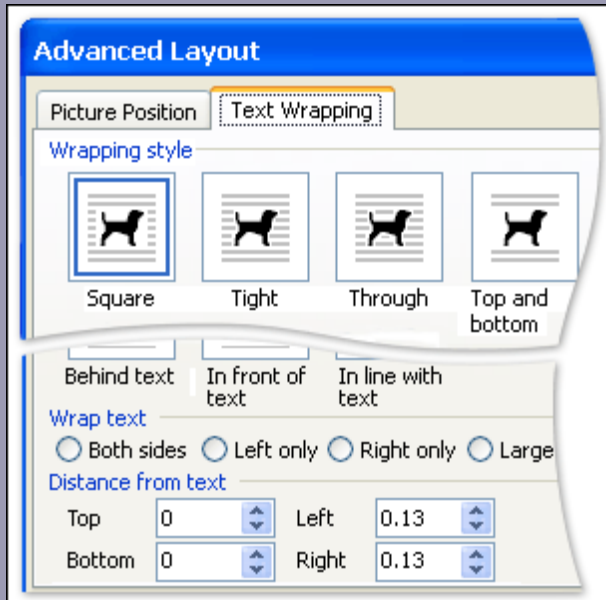 Advanced Layout
Picture Position Text Wrapping
Wrapping style
Square Tight Through Top and
bottom
Behind text In front of In line with
text text
Wrap text
Both sides Left only Right only Large
Distance from text
Top 0 Left 0.13
Bottom 0 Right 0.13